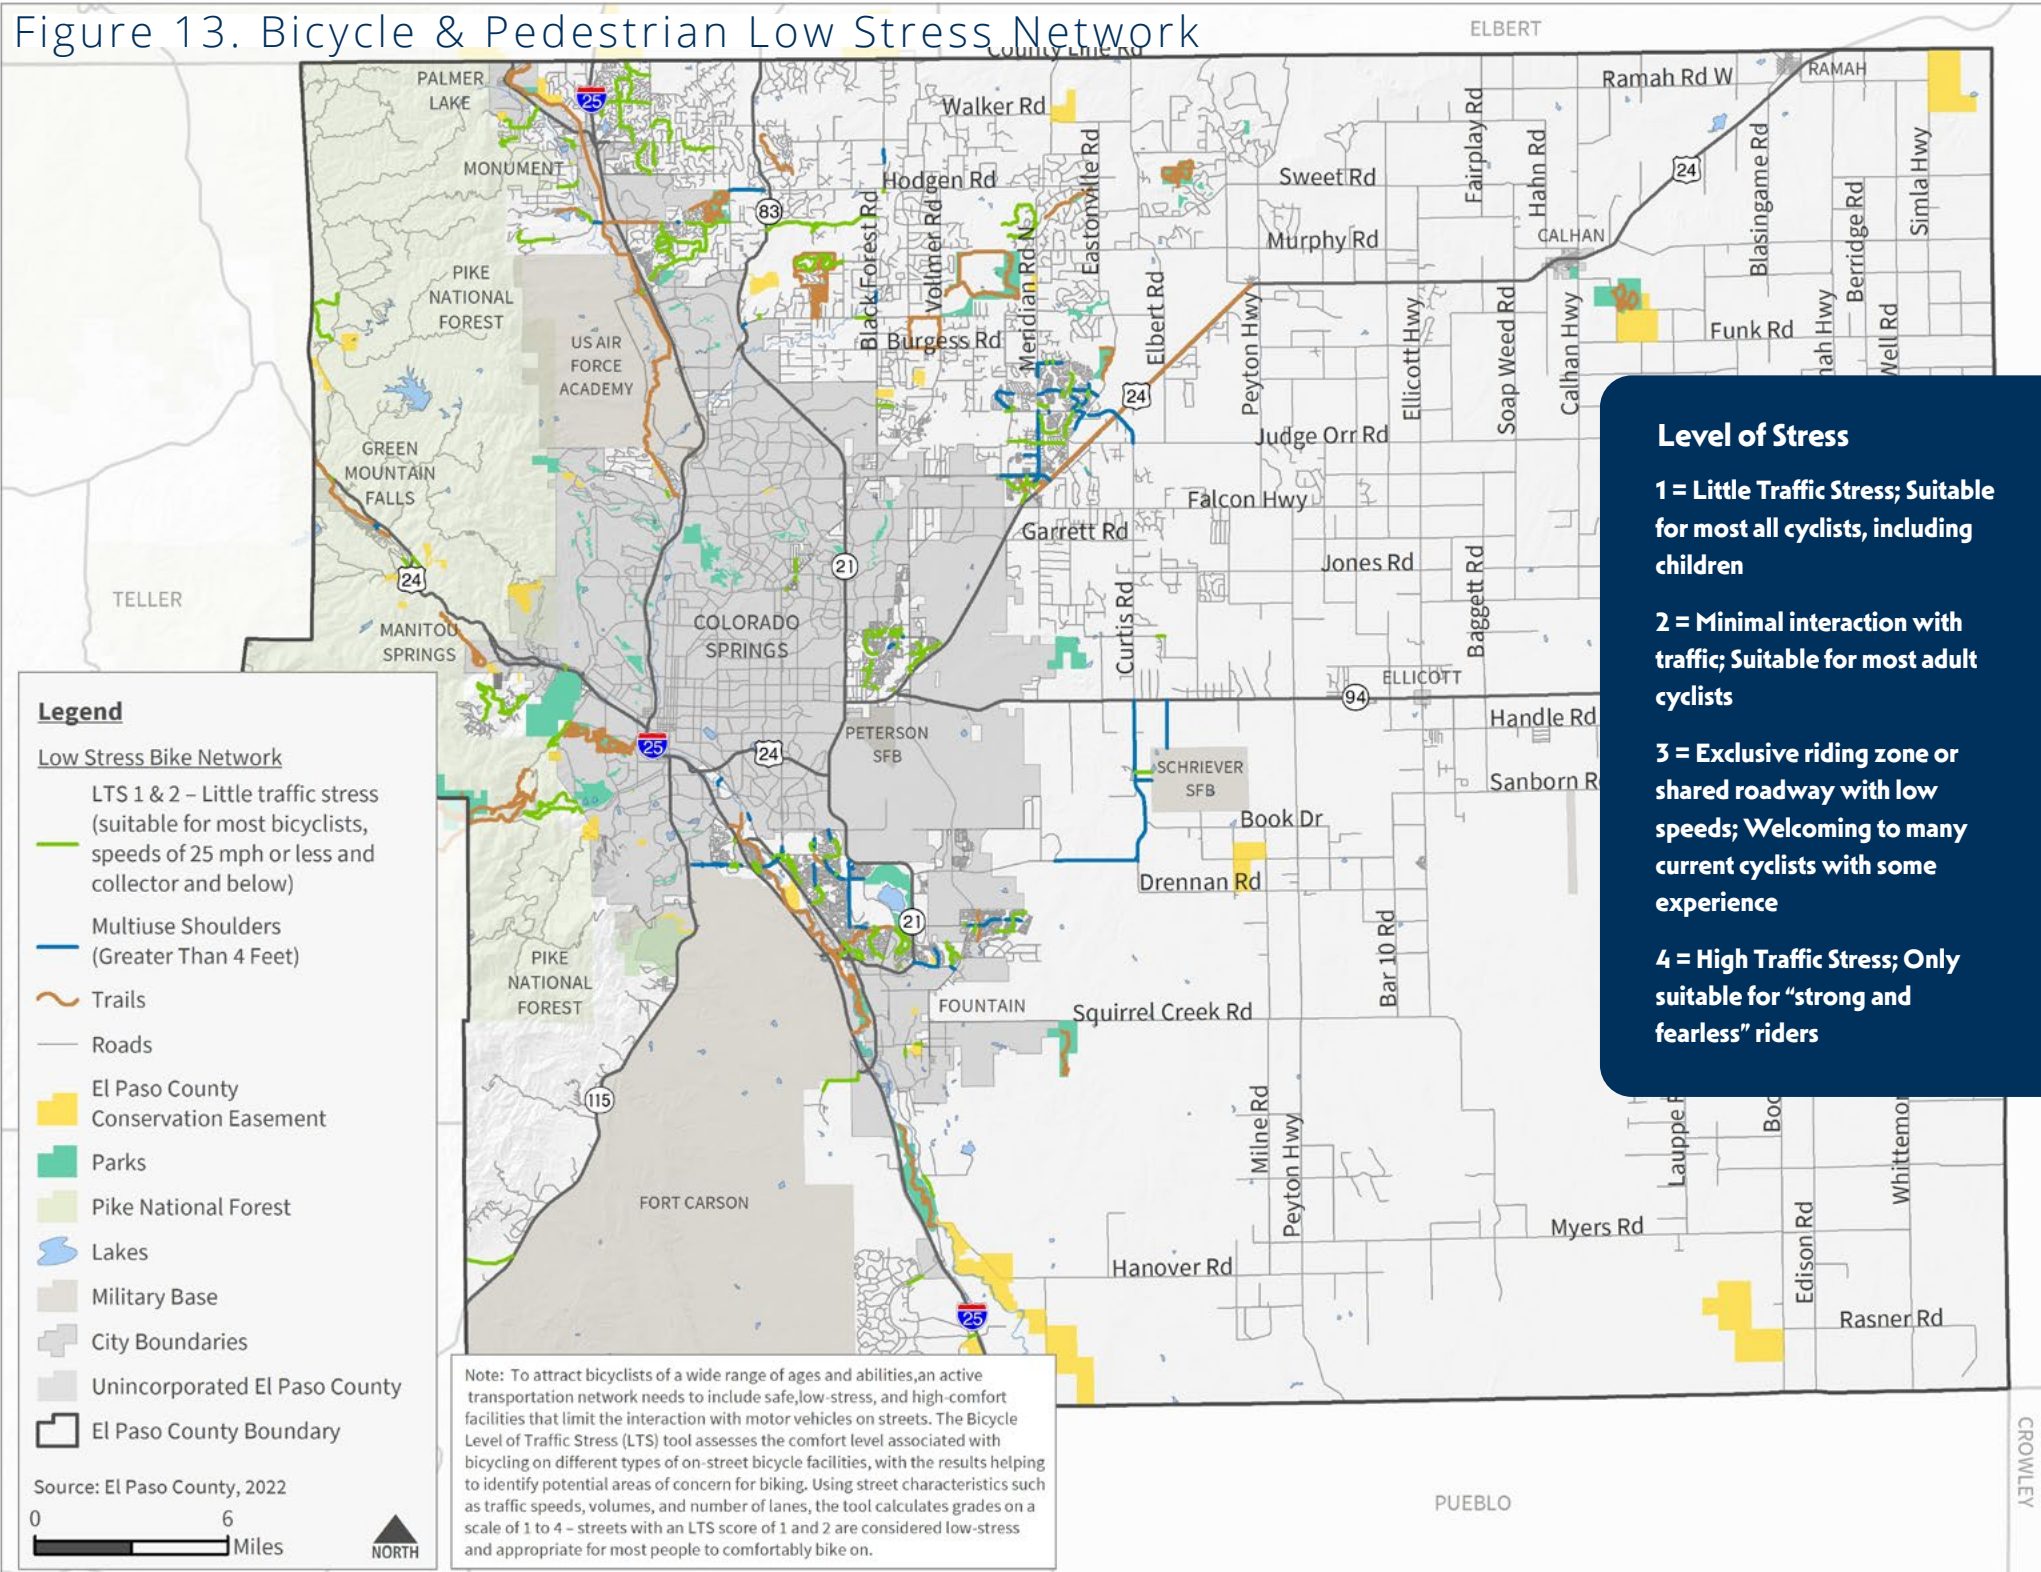 Figure 13. Bicycle & Pedestrian Low Stress Network
ELBERT
County Line Rd
PALMER
LAKE
25
Walker Rd
Ramah Rd W
RAMAH
MONUMENT
Hodgen Rd
Eastonville Rd
Sweet Rd
Fairplay Rd
Hahn Rd
24
Blasingame Rd
Berridge Rd
Simla Hwy
83
Black Forest Rd
Vollmer Rd
Meridian Rd N
Murphy Rd
CALHAN
PIKE
NATIONAL
FOREST
US AIR
FORCE
ACADEMY
Burgess Rd
Elbert Rd
Peyton Hwy
Ellicott Hwy
Soap Weed Rd
Calhan Hwy
Funk Rd
nah Hwy
Well Rd
24
Judge Orr Rd
GREEN
MOUNTAIN
FALLS
Falcon Hwy
Garrett Rd
Jones Rd
21
24
TELLER
COLORADO
SPRINGS
Curtis Rd
Baggett Rd
MANITOU
SPRINGS
ELLICOTT
94
Handle Rd
PETERSON
SFB
25
24
SCHRIEVER
SFB
Sanborn R
Book Dr
Drennan Rd
21
Bar 10 Rd
PIKE
NATIONAL
FOREST
FOUNTAIN
Squirrel Creek Rd
115
Milne Rd
Peyton Hwy
Lauppe
Boo
Whittemor
FORT CARSON
Myers Rd
Edison Rd
Hanover Rd
25
Rasner Rd
PUEBLO
CROWLEY
Level of Stress
1 = Little Traffic Stress; Suitable
for most all cyclists, including
children
2 = Minimal interaction with
traffic; Suitable for most adult
cyclists
3 = Exclusive riding zone or
shared roadway with low
speeds; Welcoming to many
current cyclists with some
experience
4 = High Traffic Stress; Only
suitable for “strong and
fearless” riders
Legend
Low Stress Bike Network
LTS 1 & 2 – Little traffic stress
(suitable for most bicyclists,
speeds of 25 mph or less and
collector and below)
Multiuse Shoulders
(Greater Than 4 Feet)
Trails
Roads
El Paso County
Conservation Easement
Parks
Pike National Forest
Lakes
Military Base
City Boundaries
Unincorporated El Paso County
El Paso County Boundary
Source: El Paso County, 2022
0 6
Miles
NORTH
Note: To attract bicyclists of a wide range of ages and abilities,an active
transportation network needs to include safe,low-stress, and high-comfort
facilities that limit the interaction with motor vehicles on streets. The Bicycle
Level of Traffic Stress (LTS) tool assesses the comfort level associated with
bicycling on different types of on-street bicycle facilities, with the results helping
to identify potential areas of concern for biking. Using street characteristics such
as traffic speeds, volumes, and number of lanes, the tool calculates grades on a
scale of 1 to 4 – streets with an LTS score of 1 and 2 are considered low-stress
and appropriate for most people to comfortably bike on.